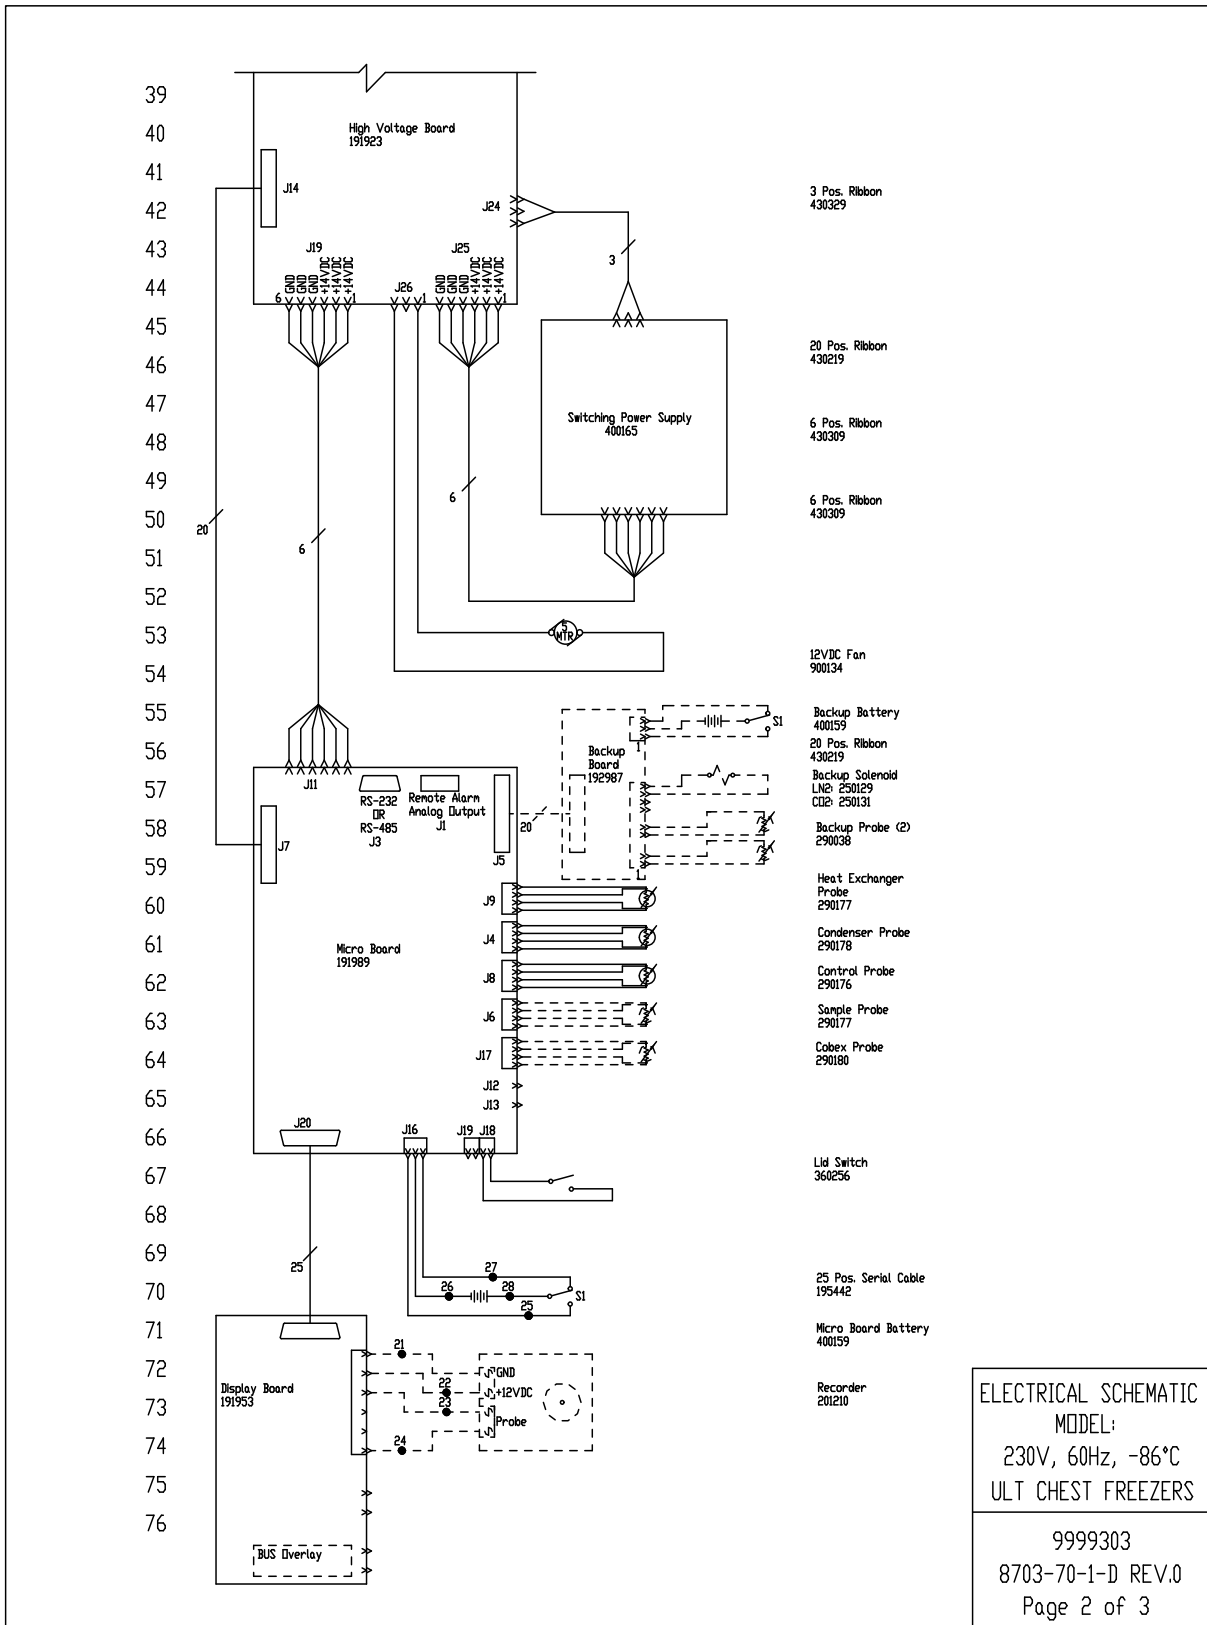 39
40
High Voltage Board
191923
41
J14
3 Pos. Ribbon
430329
42
J24
43
J19
J25
3
44
GND
GND
GND
+14VDC
+14VDC
+14VDC
GND
GND
GND
+14VDC
+14VDC
+14VDC
6
1
J26
1
1
45
20 Pos. Ribbon
430219
46
47
Switching Power Supply
400165
6 Pos. Ribbon
430309
48
49
6
6 Pos. Ribbon
430309
50
20
6
51
52
53
5
MTR
12VDC Fan
900134
54
55
S1
Backup Battery
400159
56
Backup
Board
192987
1
20 Pos. Ribbon
430219
57
J11
RS-232
OR
RS-485
J3
Remote Alarm
Analog Output
J1
Backup Solenoid
LN2: 250129
CO2: 250131
58
20
Backup Probe (2)
290038
J7
J5
59
1
Heat Exchanger
Probe
290177
60
J9
61
Micro Board
191989
J4
Condenser Probe
290178
62
J8
Control Probe
290176
63
J6
Sample Probe
290177
64
J17
Cobex Probe
290180
J12
65
J13
66
J20
J16
J19
J18
67
Lid Switch
360256
68
69
25
27
25 Pos. Serial Cable
195442
70
26
28
S1
25
71
Micro Board Battery
400159
21
72
GND
Display Board
191953
22
+12VDC
Recorder
201210
73
23
Probe
74
24
75
76
BUS Overlay
ELECTRICAL SCHEMATIC
MODEL:
230V, 60Hz, -86°C
ULT CHEST FREEZERS
9999303
8703-70-1-D REV.0
Page 2 of 3